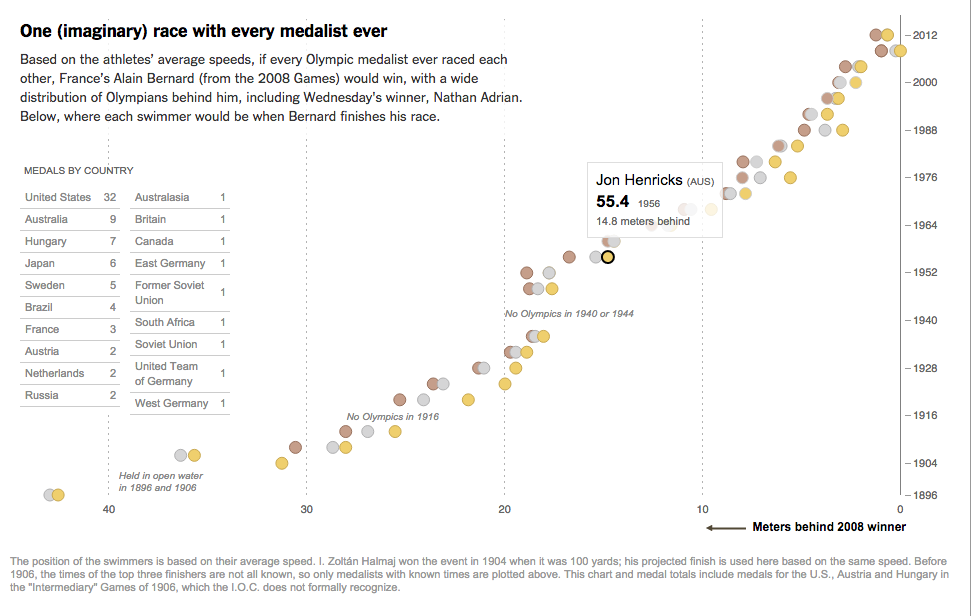 One (imaginary) race with every medalist ever
Based on the athletes' average speeds, if every Olympic medalist ever raced each
other, France's Alain Bernard (from the 2008 Games) would win, with a wide
distribution of Olympians behind him, including Wednesday's winner, Nathan Adrian.
Below, where each swimmer would be when Bernard finishes his race.
MEDALS BY COUNTRY
United States 32
Australia 9
Hungary 7
Japan 6
Sweden 5
Brazil 4
France 3
Austria 2
Netherlands 2
Russia 2
Australasia 1
Britain 1
Canada 1
East Germany 1
Former Soviet
Union 1
South Africa 1
Soviet Union 1
United Team
of Germany 1
West Germany 1
Jon Henricks (AUS)
55.4 1956
14.8 meters behind
No Olympics in 1940 or 1944
No Olympics in 1916
Held in open water
in 1896 and 1906
2012
2000
1988
1976
1964
1952
1940
1928
1916
1904
1896
40 30 20 10 0
Meters behind 2008 winner
The position of the swimmers is based on their average speed. I. Zoltán Halmaj won the event in 1904 when it was 100 yards; his projected finish is used here based on the same speed. Before
1906, the times of the top three finishers are not all known, so only medalists with known times are plotted above. This chart and medal totals include medals for the U.S., Austria and Hungary in
the "Intermediary" Games of 1906, which the I.O.C. does not formally recognize.